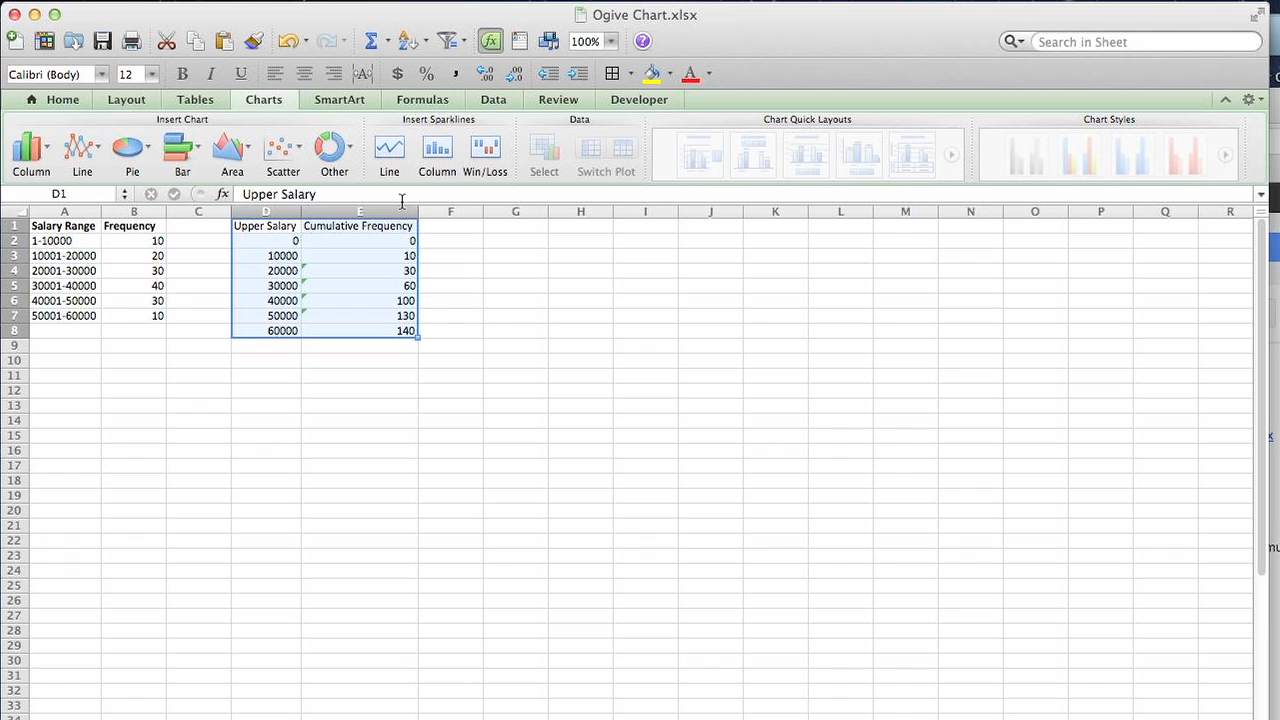 Ogive Chart.xlsx
100% Search in Sheet
Calibri (Body) 12 B I U A $ % ,
Home Layout Tables Charts SmartArt Formulas Data Review Developer
Insert Chart Insert Sparklines Data Chart Quick Layouts Chart Styles
Column Line Pie Bar Area Scatter Other Line Column Win/Loss Select Switch Plot
D1 fx Upper Salary
A B C D E F G H I J K L M N O P Q R
1 Salary Range Frequency Upper Salary Cumulative Frequency
2 1-10000 10 0 0
3 10001-20000 20 10000 10
4 20001-30000 30 20000 30
5 30001-40000 40 30000 60
6 40001-50000 30 40000 100
7 50001-60000 10 50000 130
8 60000 140
9
10
11
12
13
14
15
16
17
18
19
20
21
22
23
24
25
26
27
28
29
30
31
32
33